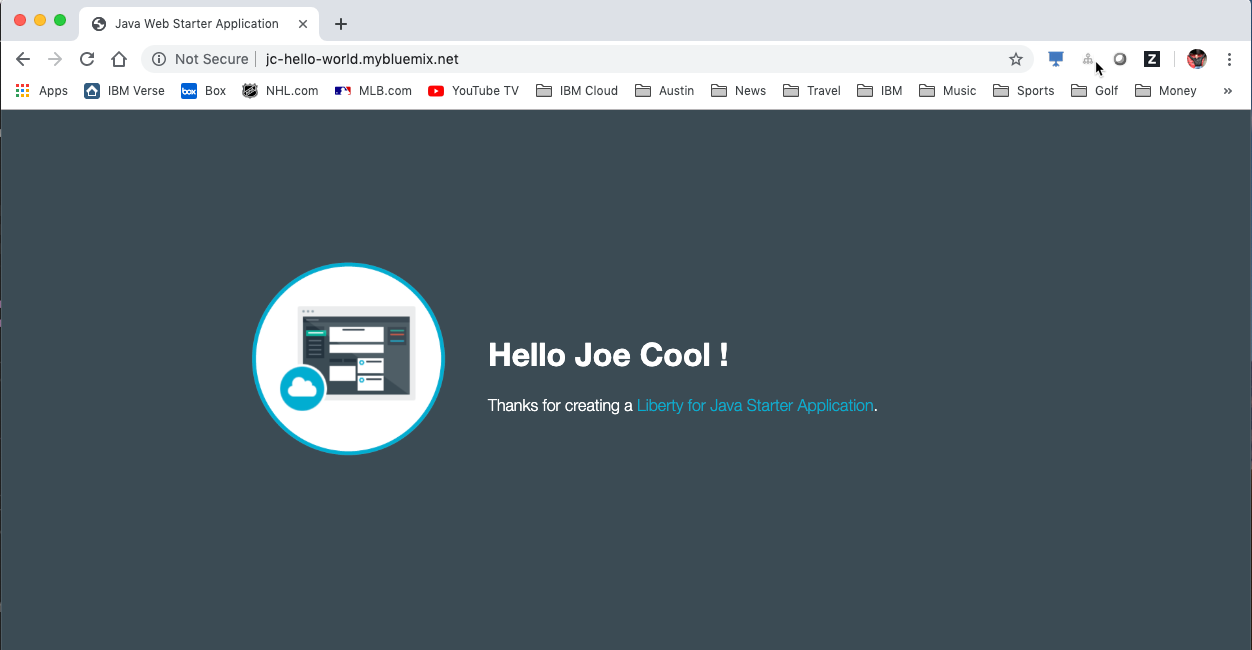 Java Web Starter Application
Not Secure jc-hello-world.mybluemix.net
Z
Apps IBM Verse box Box NHL.com MLB.com YouTube TV IBM Cloud Austin News Travel IBM Music Sports Golf Money »
Hello Joe Cool !
Thanks for creating a Liberty for Java Starter Application.